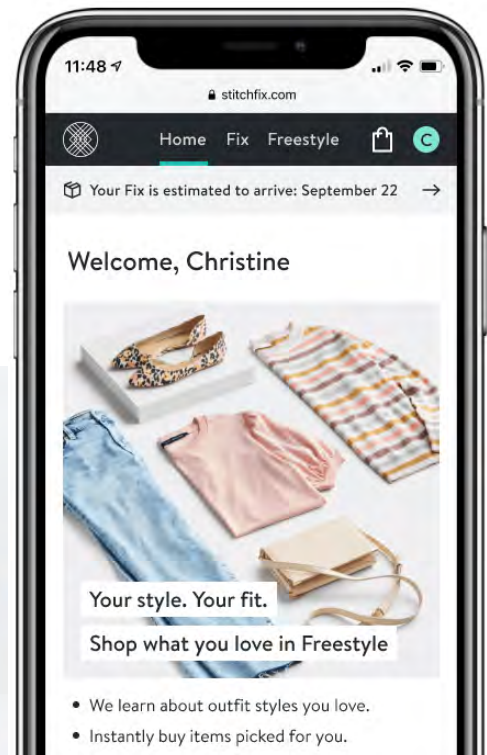 11:48
stitchfix.com
Home Fix Freestyle C
Your Fix is estimated to arrive: September 22
Welcome, Christine
Your style. Your fit.
Shop what you love in Freestyle
• We learn about outfit styles you love.
• Instantly buy items picked for you.